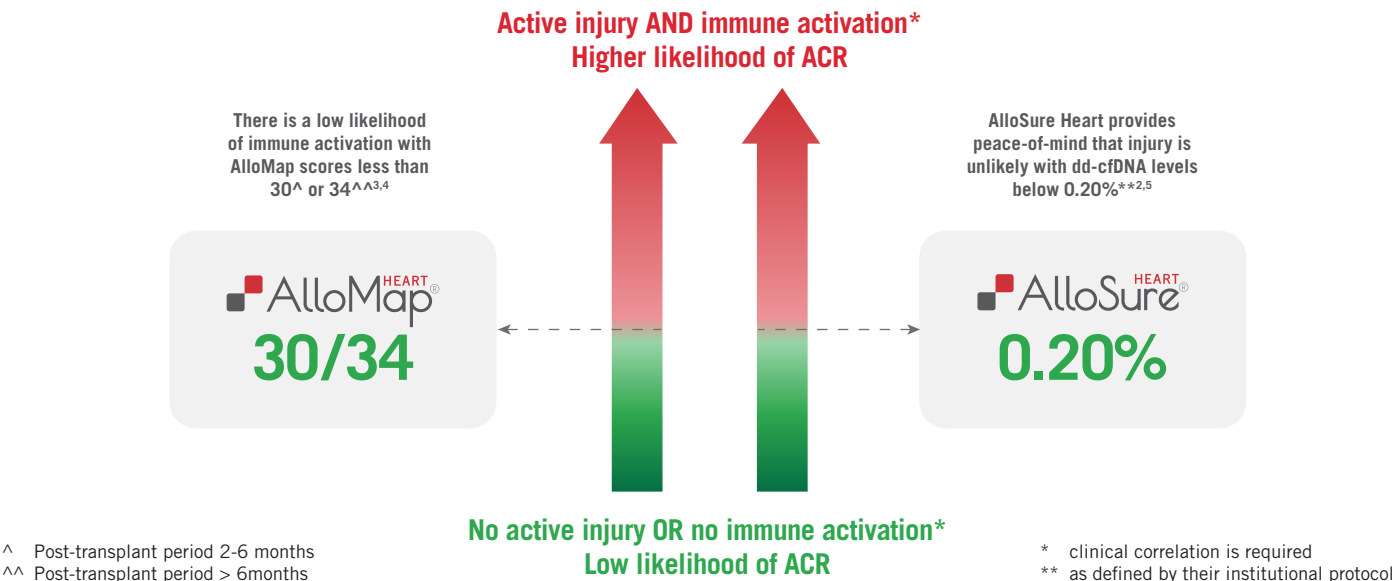 Active injury AND immune activation*
Higher likelihood of ACR
There is a low likelihood
of immune activation with
AlloMap scores less than
30^ or 34^^3,4
AlloSure Heart provides
peace-of-mind that injury is
unlikely with dd-cfDNA levels
below 0.20%**2,5
AlloMap HEART®
30/34
AlloSure HEART®
0.20%
No active injury OR no immune activation*
Low likelihood of ACR
^ Post-transplant period 2-6 months
^^ Post-transplant period > 6months
* clinical correlation is required
** as defined by their institutional protocol